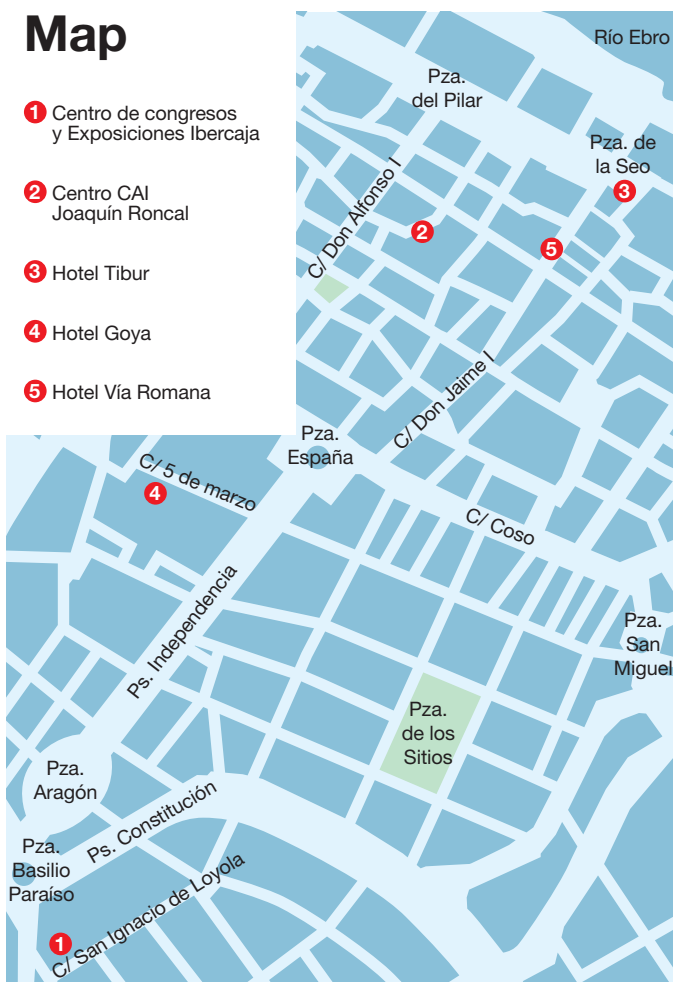 Map
1 Centro de congresos
y Exposiciones Ibercaja
2 Centro CAI
Joaquín Roncal
3 Hotel Tibur
4 Hotel Goya
5 Hotel Vía Romana
Río Ebro
Pza.
del Pilar
Pza. de
la Seo
3
C/ Don Alfonso I
2
5
C/ Don Jaime I
Pza.
España
C/ 5 de marzo
4
C/ Coso
Ps. Independencia
Pza.
San
Miguel
Pza.
de los
Sitios
Pza.
Aragón
Ps. Constitución
Pza.
Basilio
Paraíso
1
C/ San Ignacio de Loyola